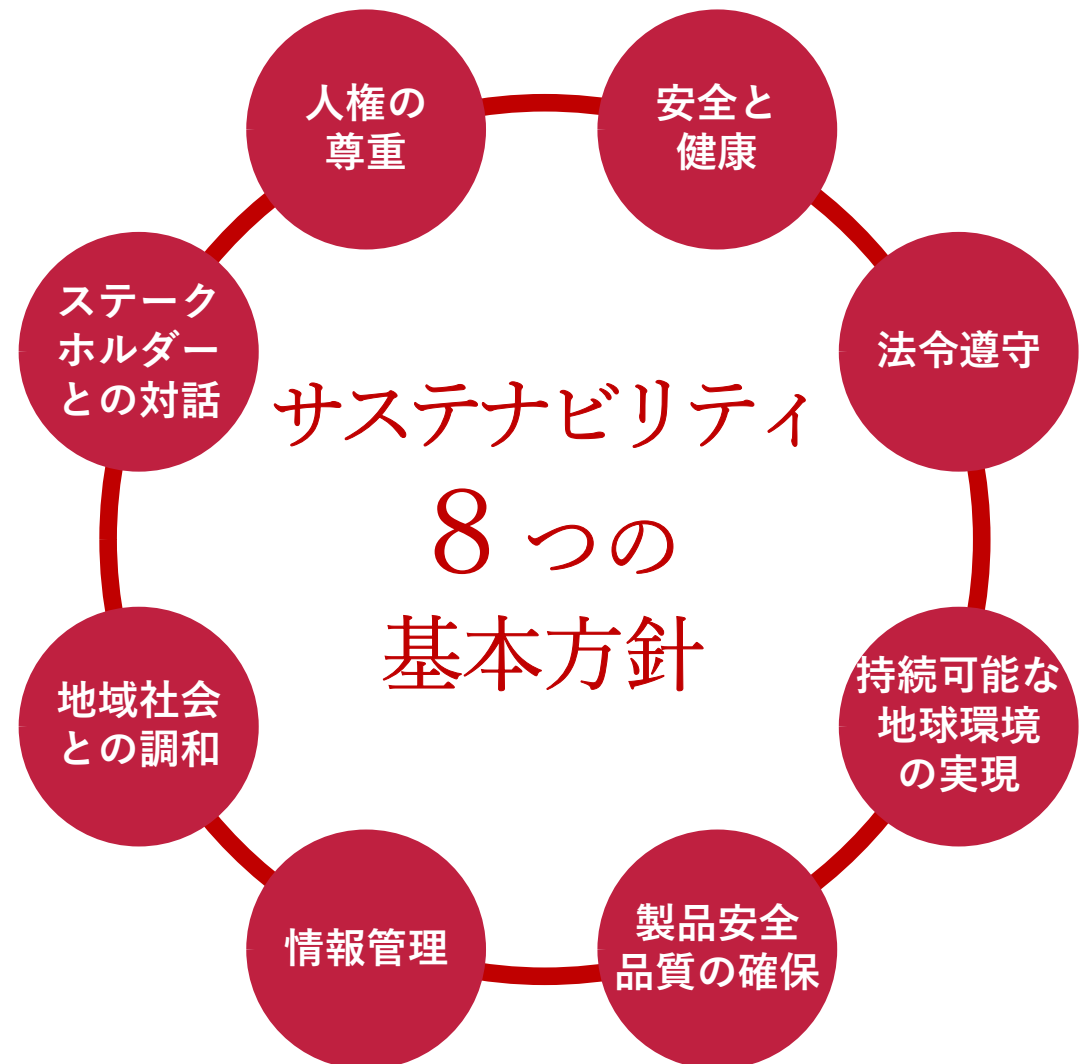 人権の
尊重
安全と
健康
ステーク
ホルダー
との対話
法令遵守
サステナビリティ
8つの
基本方針
地域社会
との調和
持続可能な
地球環境
の実現
情報管理
製品安全
品質の確保